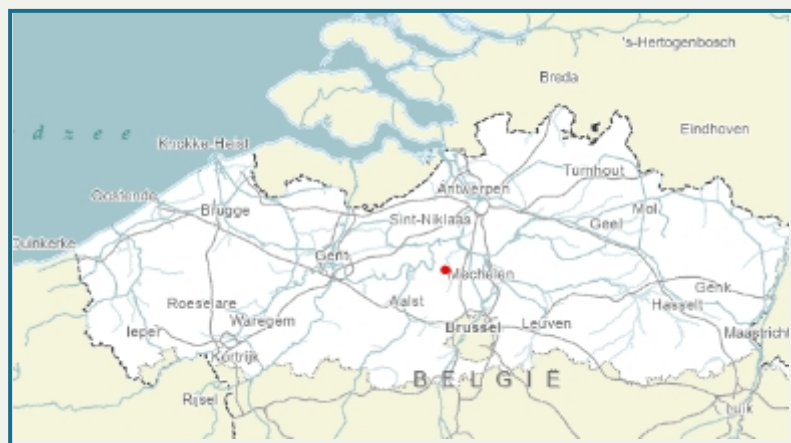 's-Hertogenbosch
Breda
dzee
Eindhoven
Knokke-Heist
Turnhout
Antwerpen
Oostende
Mol
Brugge
Sint-Niklaas
Geel
Duinkerke
Gent
Mechelen
Genk
Roeselare
Aalst
Hasselt
Ieper
Waregem
Brussel
Leuven
Maastricht
Kortrijk
BELGIË
Rijsel
Luik